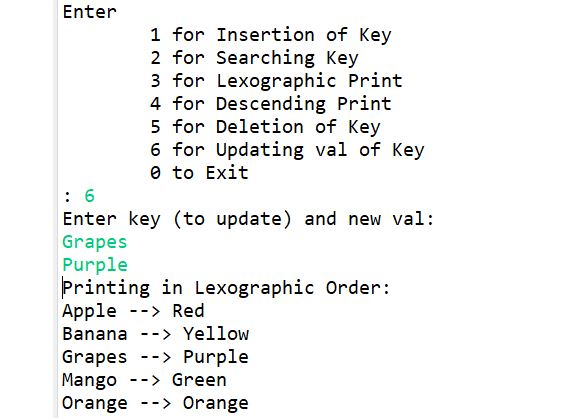 Enter
1 for Insertion of Key
2 for Searching Key
3 for Lexographic Print
4 for Descending Print
5 for Deletion of Key
6 for Updating val of Key
0 to Exit
: 6
Enter key (to update) and new val:
Grapes
Purple
Printing in Lexographic Order:
Apple --> Red
Banana --> Yellow
Grapes --> Purple
Mango --> Green
Orange --> Orange